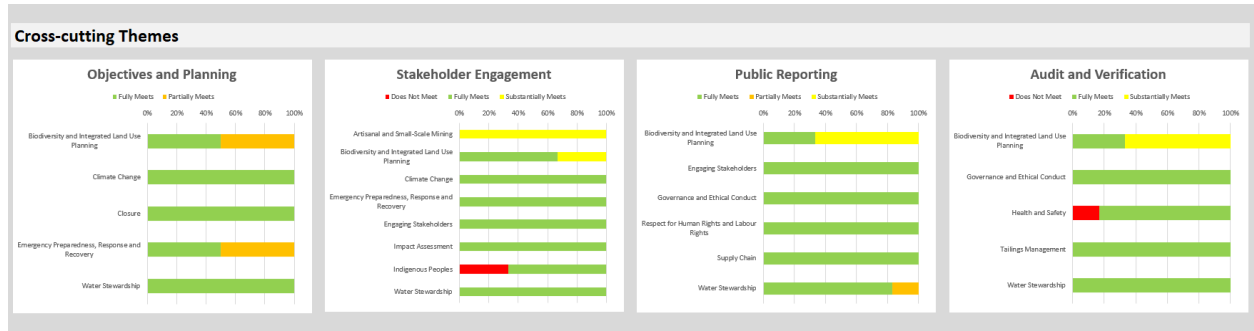 Cross-cutting Themes
Objectives and Planning
Fully Meets Partially Meets
0% 20% 40% 60% 80% 100%
Biodiversity and Integrated Land Use
Planning
Climate Change
Closure
Emergency Preparedness, Response and
Recovery
Water Stewardship
Stakeholder Engagement
Does Not Meet Fully Meets Substantially Meets
0% 20% 40% 60% 80% 100%
Artisanal and Small-Scale Mining
Biodiversity and Integrated Land Use
Planning
Climate Change
Emergency Preparedness, Response and
Recovery
Engaging Stakeholders
Impact Assessment
Indigenous Peoples
Water Stewardship
Public Reporting
Fully Meets Partially Meets Substantially Meets
0% 20% 40% 60% 80% 100%
Biodiversity and Integrated Land Use
Planning
Engaging Stakeholders
Governance and Ethical Conduct
Respect for Human Rights and Labour
Rights
Supply Chain
Water Stewardship
Audit and Verification
Does Not Meet Fully Meets Substantially Meets
0% 20% 40% 60% 80% 100%
Biodiversity and Integrated Land Use
Planning
Governance and Ethical Conduct
Health and Safety
Tailings Management
Water Stewardship